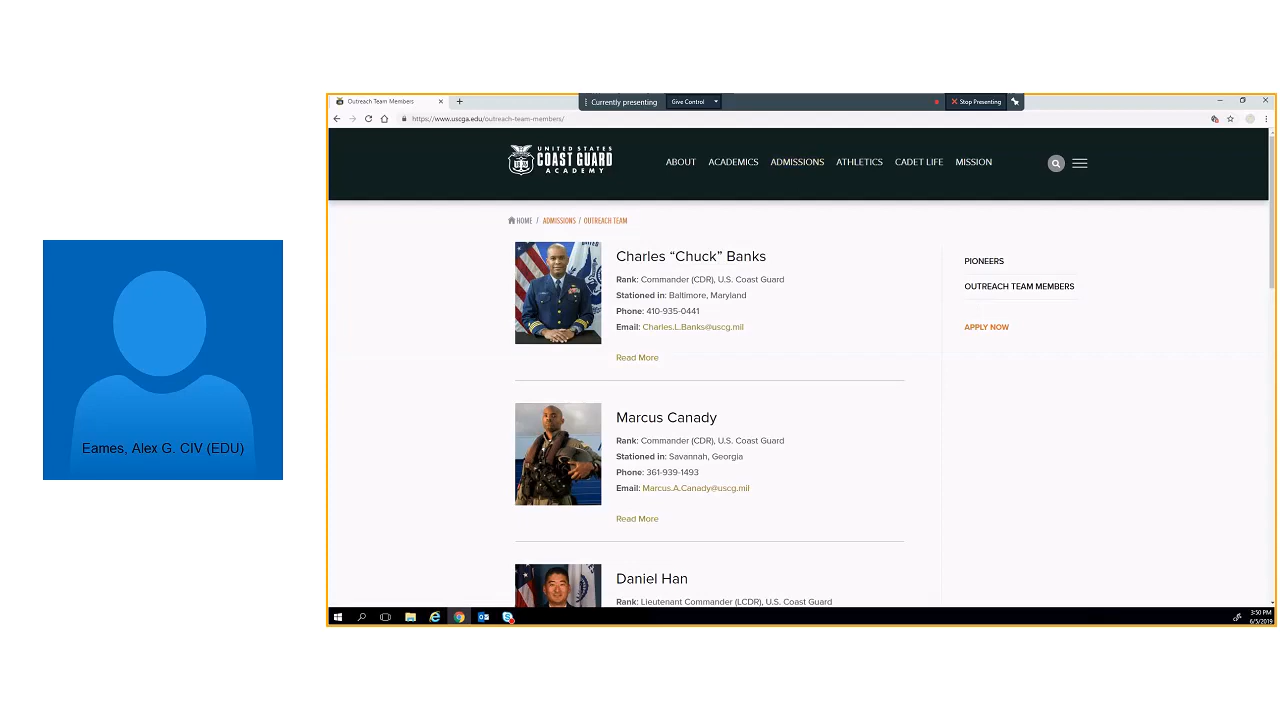 Outreach Team Members
Currently presenting
Give Control
Stop Presenting
https://www.uscga.edu/outreach-team-members/
UNITED STATES
COAST GUARD
ACADEMY
ABOUT
ACADEMICS
ADMISSIONS
ATHLETICS
CADET LIFE
MISSION
HOME / ADMISSIONS / OUTREACH TEAM
Charles “Chuck” Banks
Rank: Commander (CDR), U.S. Coast Guard
Stationed in: Baltimore, Maryland
Phone: 410-935-0441
Email: Charles.L.Banks@uscg.mil
Read More
Marcus Canady
Rank: Commander (CDR), U.S. Coast Guard
Stationed in: Savannah, Georgia
Phone: 361-939-1493
Email: Marcus.A.Canady@uscg.mil
Read More
Daniel Han
Rank: Lieutenant Commander (LCDR), U.S. Coast Guard
PIONEERS
OUTREACH TEAM MEMBERS
APPLY NOW
Eames, Alex G. CIV (EDU)
3:50 PM
6/5/2019